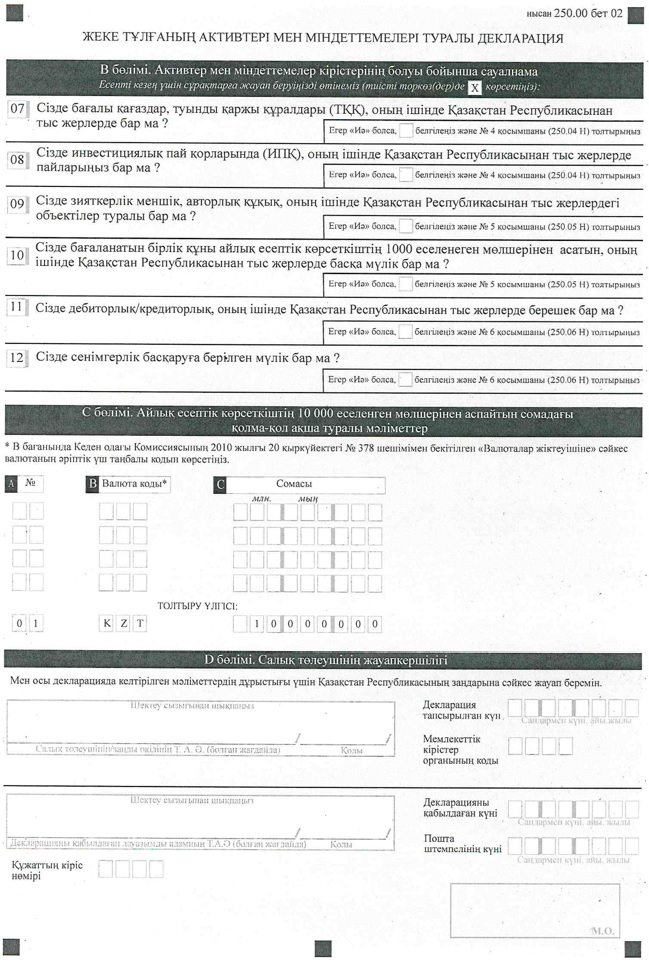 нысан 250.00 бет 02
ЖЕКЕ ТҰЛҒАНЫҢ АКТИВТЕРІ МЕН МІНДЕТТЕМЕЛЕРІ ТУРАЛЫ ДЕКЛАРАЦИЯ
В бөлімі. Активтер мен міндеттемелер кірістерінің болуы бойынша сауалнама
Есепті кезең үшін сұрақтарға жауап беруіңізді өтінеміз (тиісті торкөз(дер)де X көрсетіңіз):
07 Сізде бағалы қағаздар, туынды қаржы құралдары (ТҚҚ), оның ішінде Қазақстан Республикасынан
тыс жерлерде бар ма ?
Егер «Иә» болса, белгілеңіз және № 4 қосымшаны (250.04 Н) толтырыңыз
08 Сізде инвестициялық пай қорларында (ИПҚ), оның ішінде Қазақстан Республикасынан тыс жерлерде
пайларыңыз бар ма ?
Егер «Иә» болса, белгілеңіз және № 4 қосымшаны (250.04 Н) толтырыңыз
09 Сізде зияткерлік меншік, авторлық құқық, оның ішінде Қазақстан Республикасынан тыс жерлердегі
объектілер туралы бар ма ?
Егер «Иә» болса, белгілеңіз және № 5 қосымшаны (250.05 Н) толтырыңыз
10 Сізде бағаланатын бірлік құны айлық есептік көрсеткіштің 1000 еселенеген мөлшерінен асатын, оның
ішінде Қазақстан Республикасынан тыс жерлерде басқа мүлік бар ма ?
Егер «Иә» болса, белгілеңіз және № 5 қосымшаны (250.05 Н) толтырыңыз
11 Сізде дебиторлық/кредиторлық, оның ішінде Қазақстан Республикасынан тыс жерлерде берешек бар ма ?
Егер «Иә» болса, белгілеңіз және № 6 қосымшаны (250.06 Н) толтырыңыз
12 Сізде сенімгерлік басқаруға берілген мүлік бар ма ?
Егер «Иә» болса, белгілеңіз және № 6 қосымшаны (250.06 Н) толтырыңыз
С бөлімі. Айлық есептік көрсеткіштің 10 000 еселенген мөлшерінен аспайтын сомадағы
қолма-қол ақша туралы мәліметтер
* В бағанында Кеден одағы Комиссиясының 2010 жылғы 20 қыркүйектегі № 378 шешімімен бекітілген «Валюталар жіктеуішіне» сәйкес
валютаның әріптік үш таңбалы кодын көрсетіңіз.
A № B Валюта коды* C Сомасы
млн. мың
ТОЛТЫРУ ҮЛГІСІ:
0 1 K Z T 1 0 0 0 0 0 0 0
D бөлімі. Салық төлеушінің жауапкершілігі
Мен осы декларацияда келтірілген мәліметтердің дұрыстығы үшін Қазақстан Республикасының заңдарына сәйкес жауап беремін.
Шектеу сызығынан шықпаңыз
/ /
Салық төлеушінің/заңды өкілінің Т. А. Ә. (болған жағдайда) Қолы
Декларация
тапсырылған күн
Сандармен күні, айы жылы
Мемлекеттік
кірістер
органының коды
Шектеу сызығынан шықпаңыз
/ /
Декларацияны қабылдаған лауазымды адамның Т.А.Ә (болған жағдайда) Қолы
Декларацияны
қабылдаған күні
Сандармен күні, айы, жылы
Пошта
штемпелінің күні
Сандармен күні, айы, жылы
Құжаттың кіріс
нөмірі
М.О.